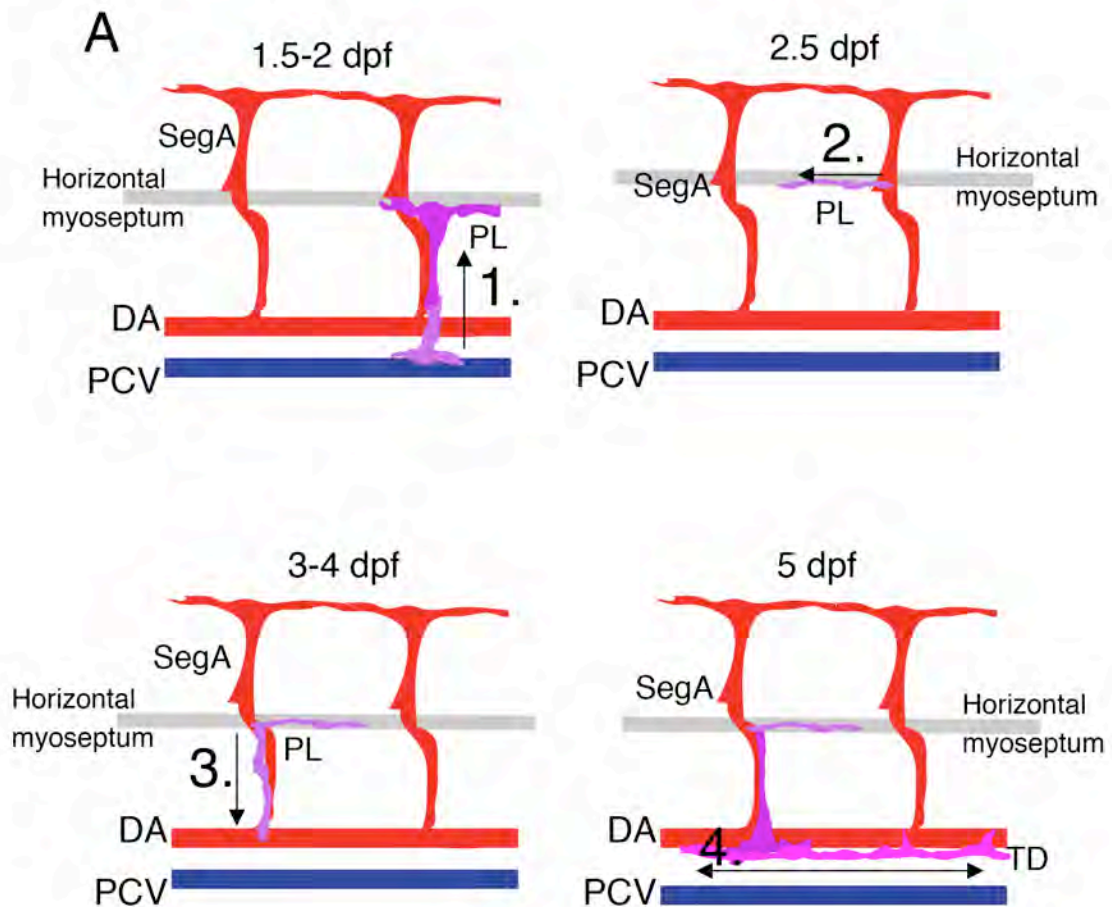 A
1.5-2 dpf
SegA
Horizontal
myoseptum
PL
1.
DA
PCV
2.5 dpf
2.
Horizontal
myoseptum
SegA
PL
DA
PCV
3-4 dpf
SegA
Horizontal
myoseptum
PL
3.
DA
PCV
5 dpf
SegA
Horizontal
myoseptum
DA
4.
TD
PCV